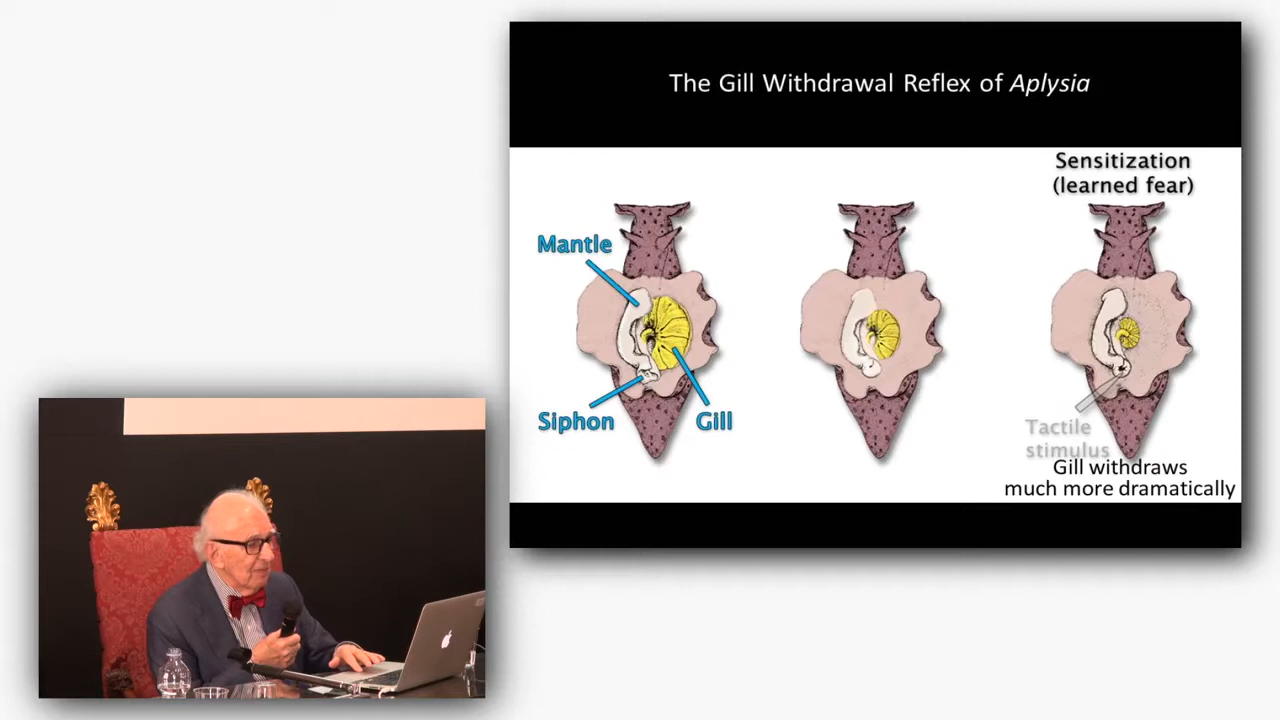 The Gill Withdrawal Reflex of Aplysia
Sensitization
(learned fear)
Mantle
Siphon
Gill
Tactile
stimulus
Gill withdraws
much more dramatically